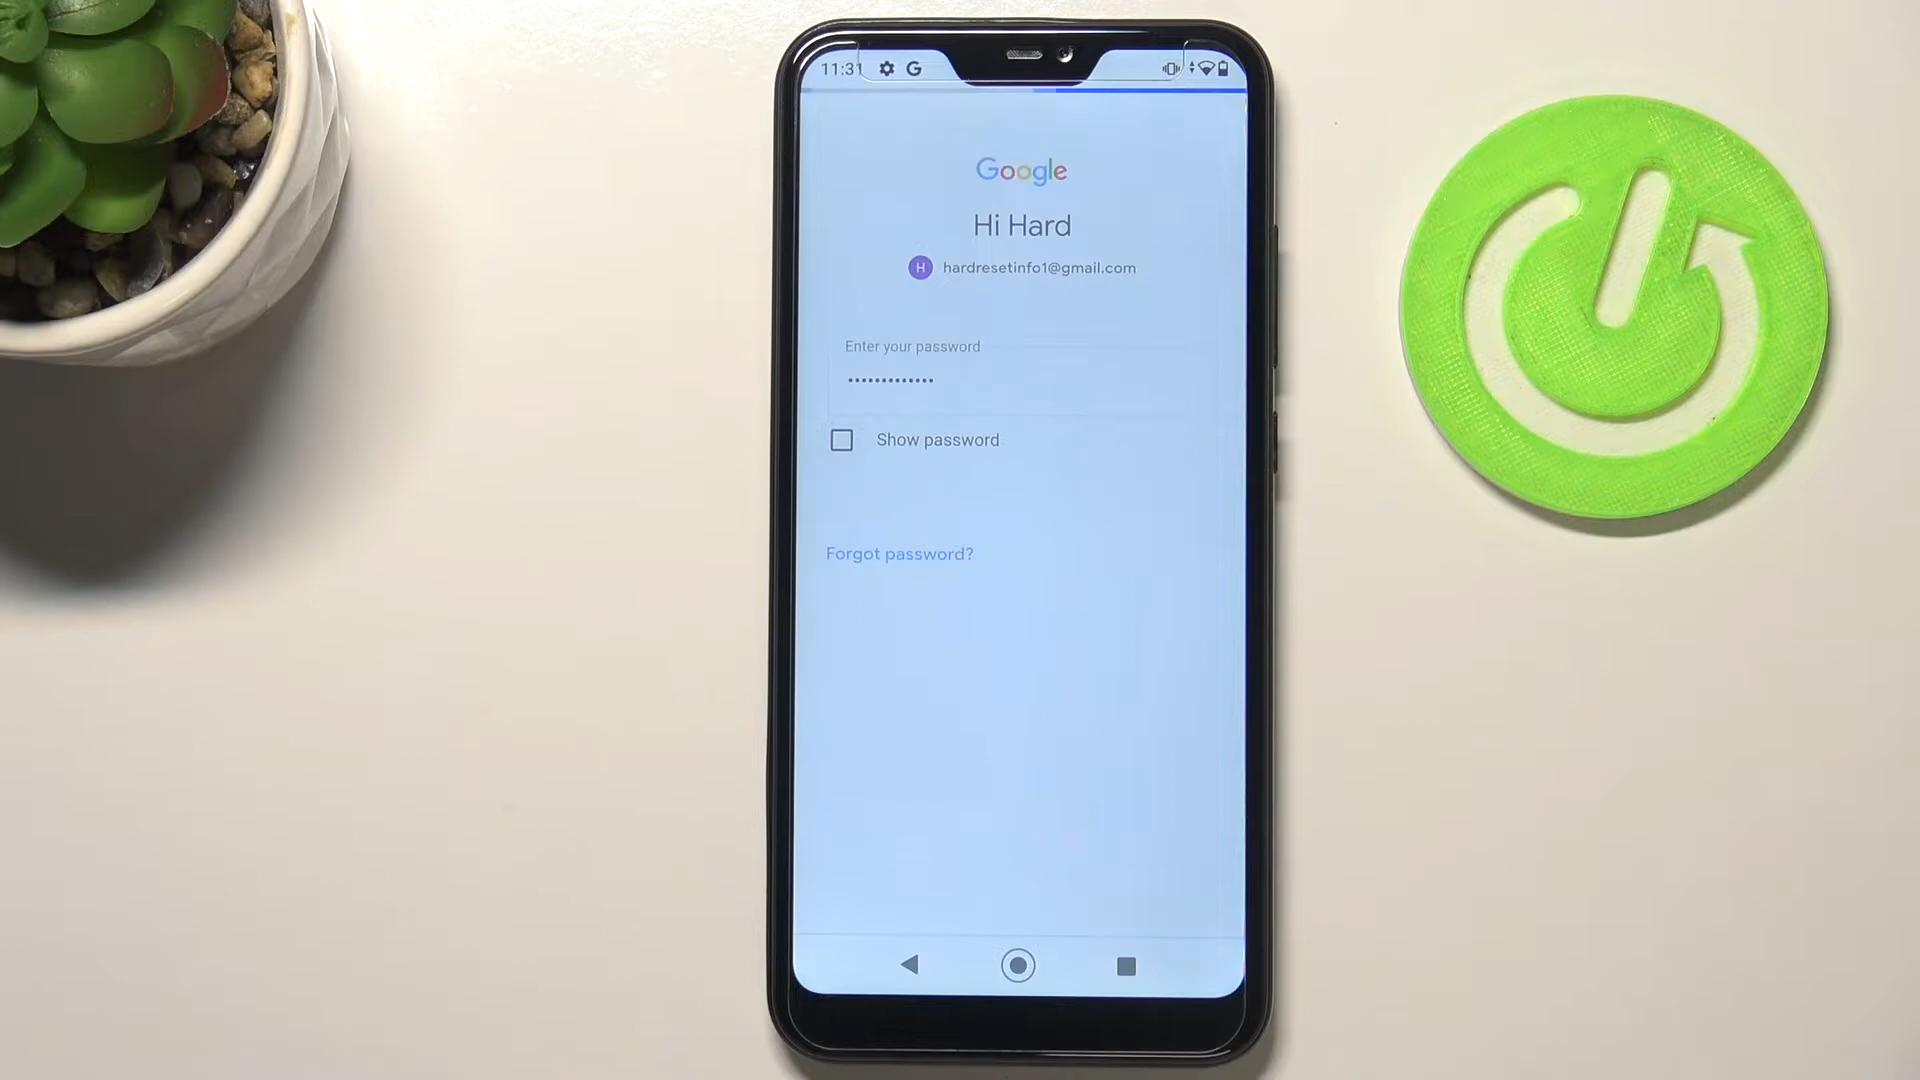 11:31
Google
Hi Hard
H hardresetinfo1@gmail.com
Enter your password
•••••••••••••
Show password
Forgot password?